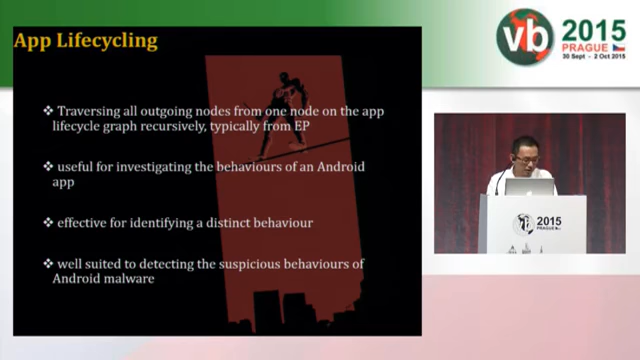 App Lifecycling
❖ Traversing all outgoing nodes from one node on the app
lifecycle graph recursively, typically from EP
❖ useful for investigating the behaviours of an Android
app
❖ effective for identifying a distinct behaviour
❖ well suited to detecting the suspicious behaviours of
Android malware
vb
2015
PRAGUE
30 Sept - 2 Oct 2015
vb
2015